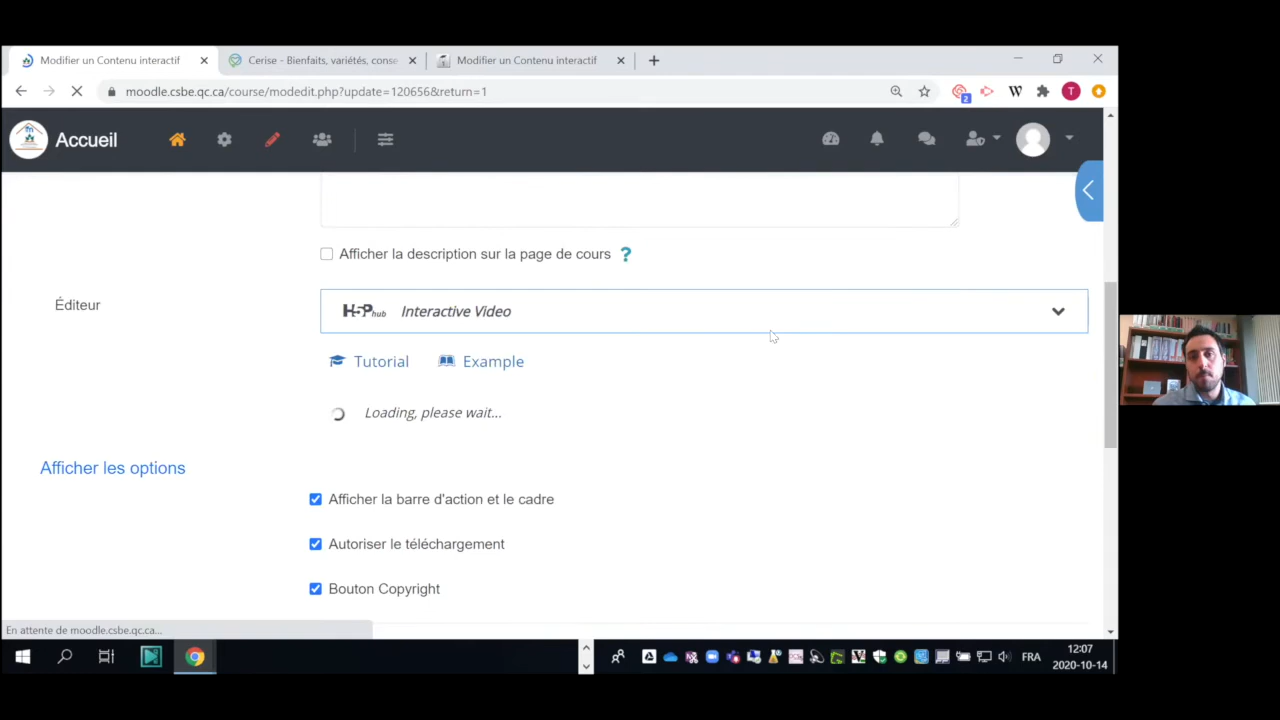 Modifier un Contenu interactif
Cerise - Bienfaits, variétés, conse
Modifier un Contenu interactif
moodle.csbe.qc.ca/course/modedit.php?update=120656&return=1
2
W
T
Accueil
Afficher la description sur la page de cours ?
Éditeur
H5P hub Interactive Video
Tutorial Example
Loading, please wait...
Afficher les options
Afficher la barre d'action et le cadre
Autoriser le téléchargement
Bouton Copyright
En attente de moodle.csbe.qc.ca...
FRA
12:07
2020-10-14